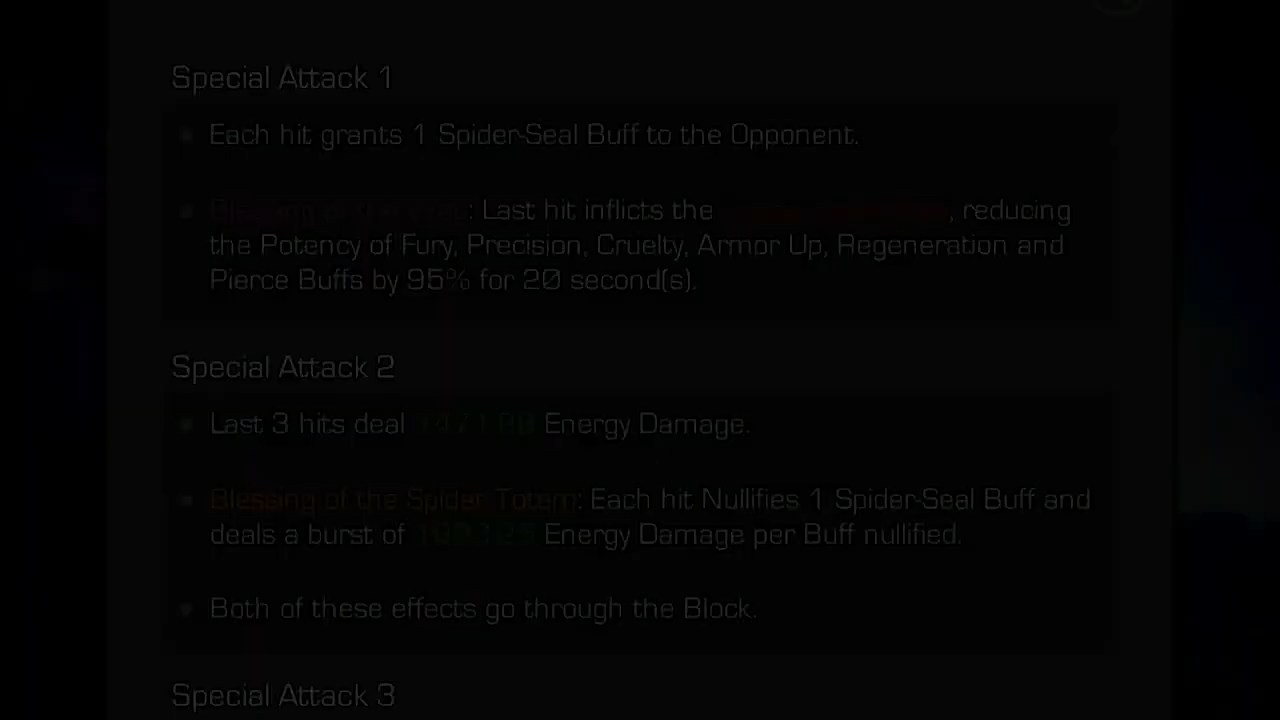 Special Attack 1
Each hit grants 1 Spider-Seal Buff to the Opponent.
: Last hit inflicts the , reducing
the Potency of Fury, Precision, Cruelty, Armor Up, Regeneration and
Pierce Buffs by 95% for 20 second(s).
Special Attack 2
Last 3 hits deal Energy Damage.
Blessing of the Spider Totem: Each hit Nullifies 1 Spider-Seal Buff and
deals a burst of Energy Damage per Buff nullified.
Both of these effects go through the Block.
Special Attack 3